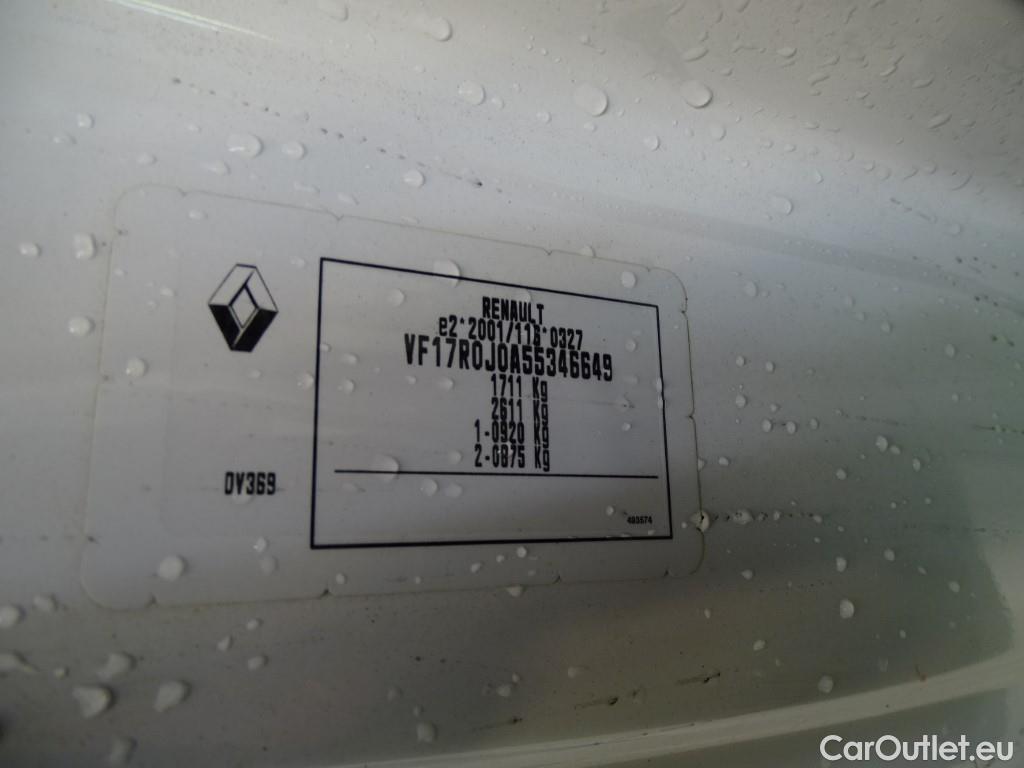 RENAULT
e2*2001/116*0327
VF17R0J0A55346649
1711 Kg
2611 Kg
1-0920 Kg
2-0875 Kg
DV369
493574
CarOutlet.eu